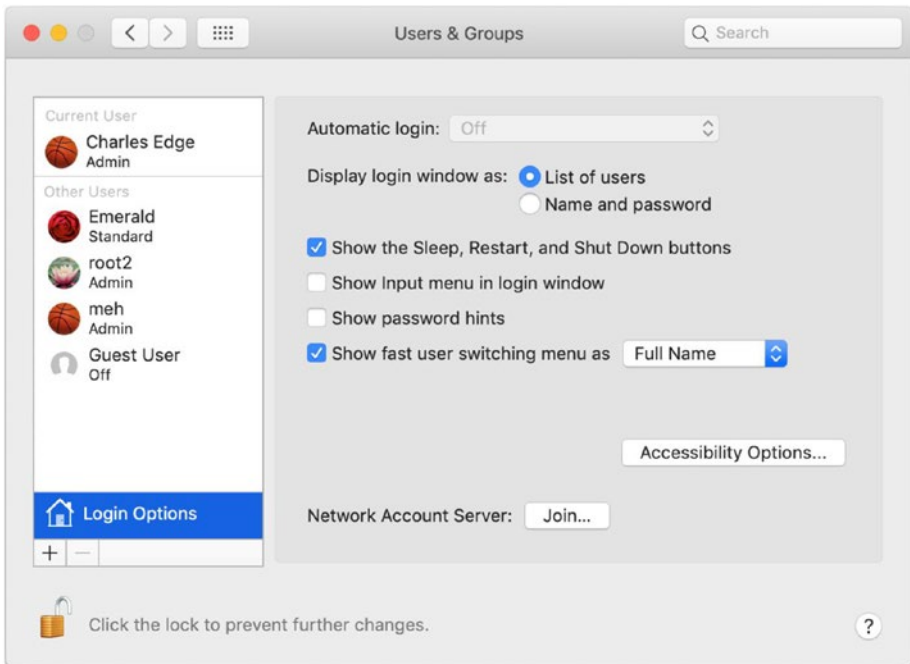 Users & Groups
Search
Current User
Charles Edge
Admin
Other Users
Emerald
Standard
root2
Admin
meh
Admin
Guest User
Off
Login Options
Automatic login: Off
Display login window as: List of users
Name and password
Show the Sleep, Restart, and Shut Down buttons
Show Input menu in login window
Show password hints
Show fast user switching menu as Full Name
Accessibility Options...
Network Account Server: Join...
Click the lock to prevent further changes.
?